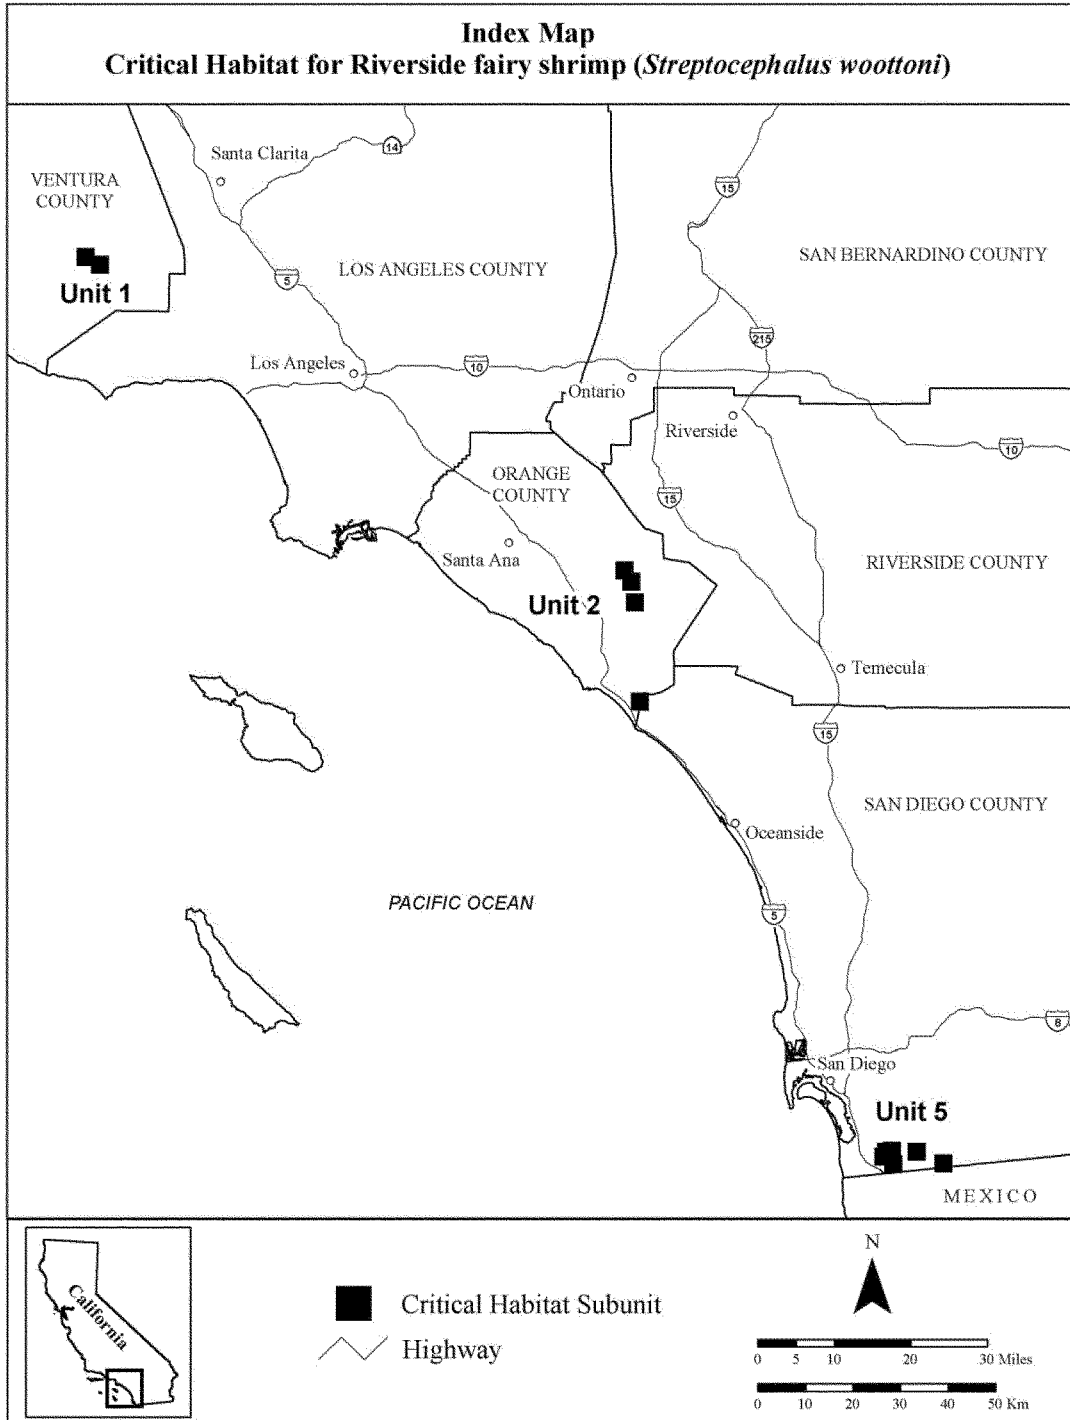 Index Map
Critical Habitat for Riverside fairy shrimp (Streptocephalus woottoni)
Santa Clarita
14
15
VENTURA
COUNTY
SAN BERNARDINO COUNTY
LOS ANGELES COUNTY
5
Unit 1
215
Los Angeles
10
Ontario
Riverside
10
ORANGE
COUNTY
15
Santa Ana
RIVERSIDE COUNTY
Unit 2
Temecula
15
SAN DIEGO COUNTY
Oceanside
PACIFIC OCEAN
5
8
San Diego
Unit 5
MEXICO
California
Critical Habitat Subunit
Highway
N
0 5 10 20 30 Miles
0 10 20 30 40 50 Km